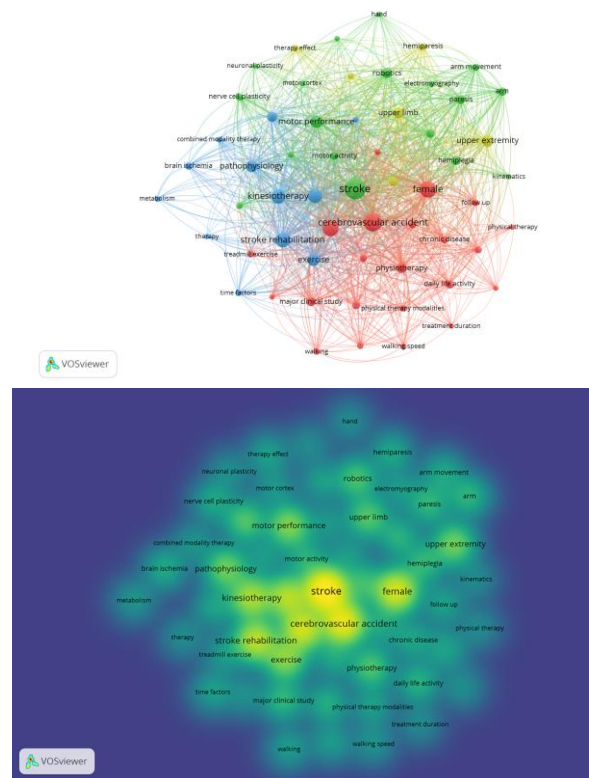 hand
therapy effect
hemiparesis
neuronal plasticity
robotics
arm movement
motor cortex
electromyography
arm
nerve cell plasticity
paresis
upper limb
motor performance
combined modality therapy
upper extremity
brain ischemia
pathophysiology
motor activity
hemiplegia
kinematics
stroke
female
metabolism
kinesiotherapy
follow up
cerebrovascular accident
physical therapy
therapy
stroke rehabilitation
chronic disease
treadmill exercise
exercise
physiotherapy
daily life activity
time factors
major clinical study
physical therapy modalities
treatment duration
walking
walking speed
VOSviewer
hand
therapy effect
hemiparesis
neuronal plasticity
robotics
arm movement
motor cortex
electromyography
arm
nerve cell plasticity
paresis
upper limb
motor performance
combined modality therapy
upper extremity
motor activity
hemiplegia
brain ischemia
pathophysiology
kinematics
stroke
female
kinesiotherapy
metabolism
follow up
cerebrovascular accident
physical therapy
therapy
stroke rehabilitation
chronic disease
treadmill exercise
exercise
physiotherapy
daily life activity
time factors
major clinical study
physical therapy modalities
treatment duration
walking
walking speed
VOSviewer